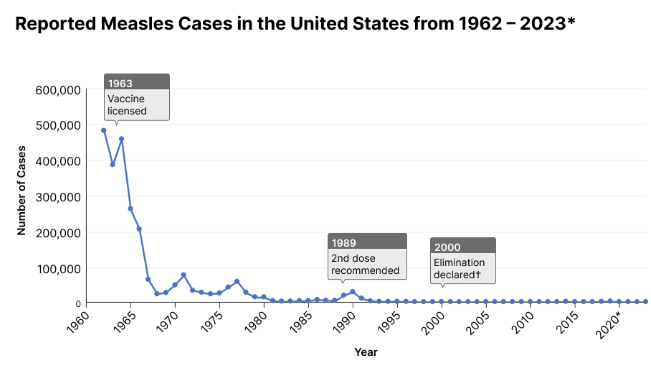 Reported Measles Cases in the United States from 1962 – 2023*
1963
Vaccine
licensed
600,000
500,000
400,000
300,000
200,000
100,000
0
Number of Cases
1989
2nd dose
recommended
2000
Elimination
declared†
1960
1965
1970
1975
1980
1985
1990
1995
2000
2005
2010
2015
2020*
Year